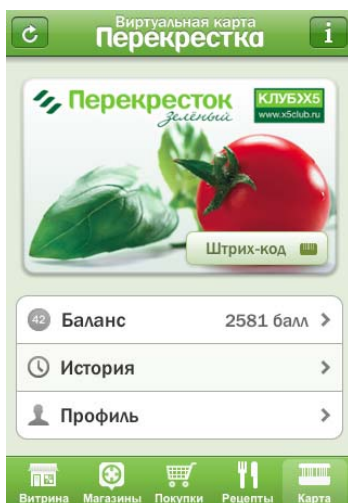 Виртуальная карта
Перекрестка
Перекресток
зелёный
КЛУБ Х5
www.x5club.ru
Штрих-код
42 Баланс 2581 балл
История
Профиль
Витрина Магазины Покупки Рецепты Карта